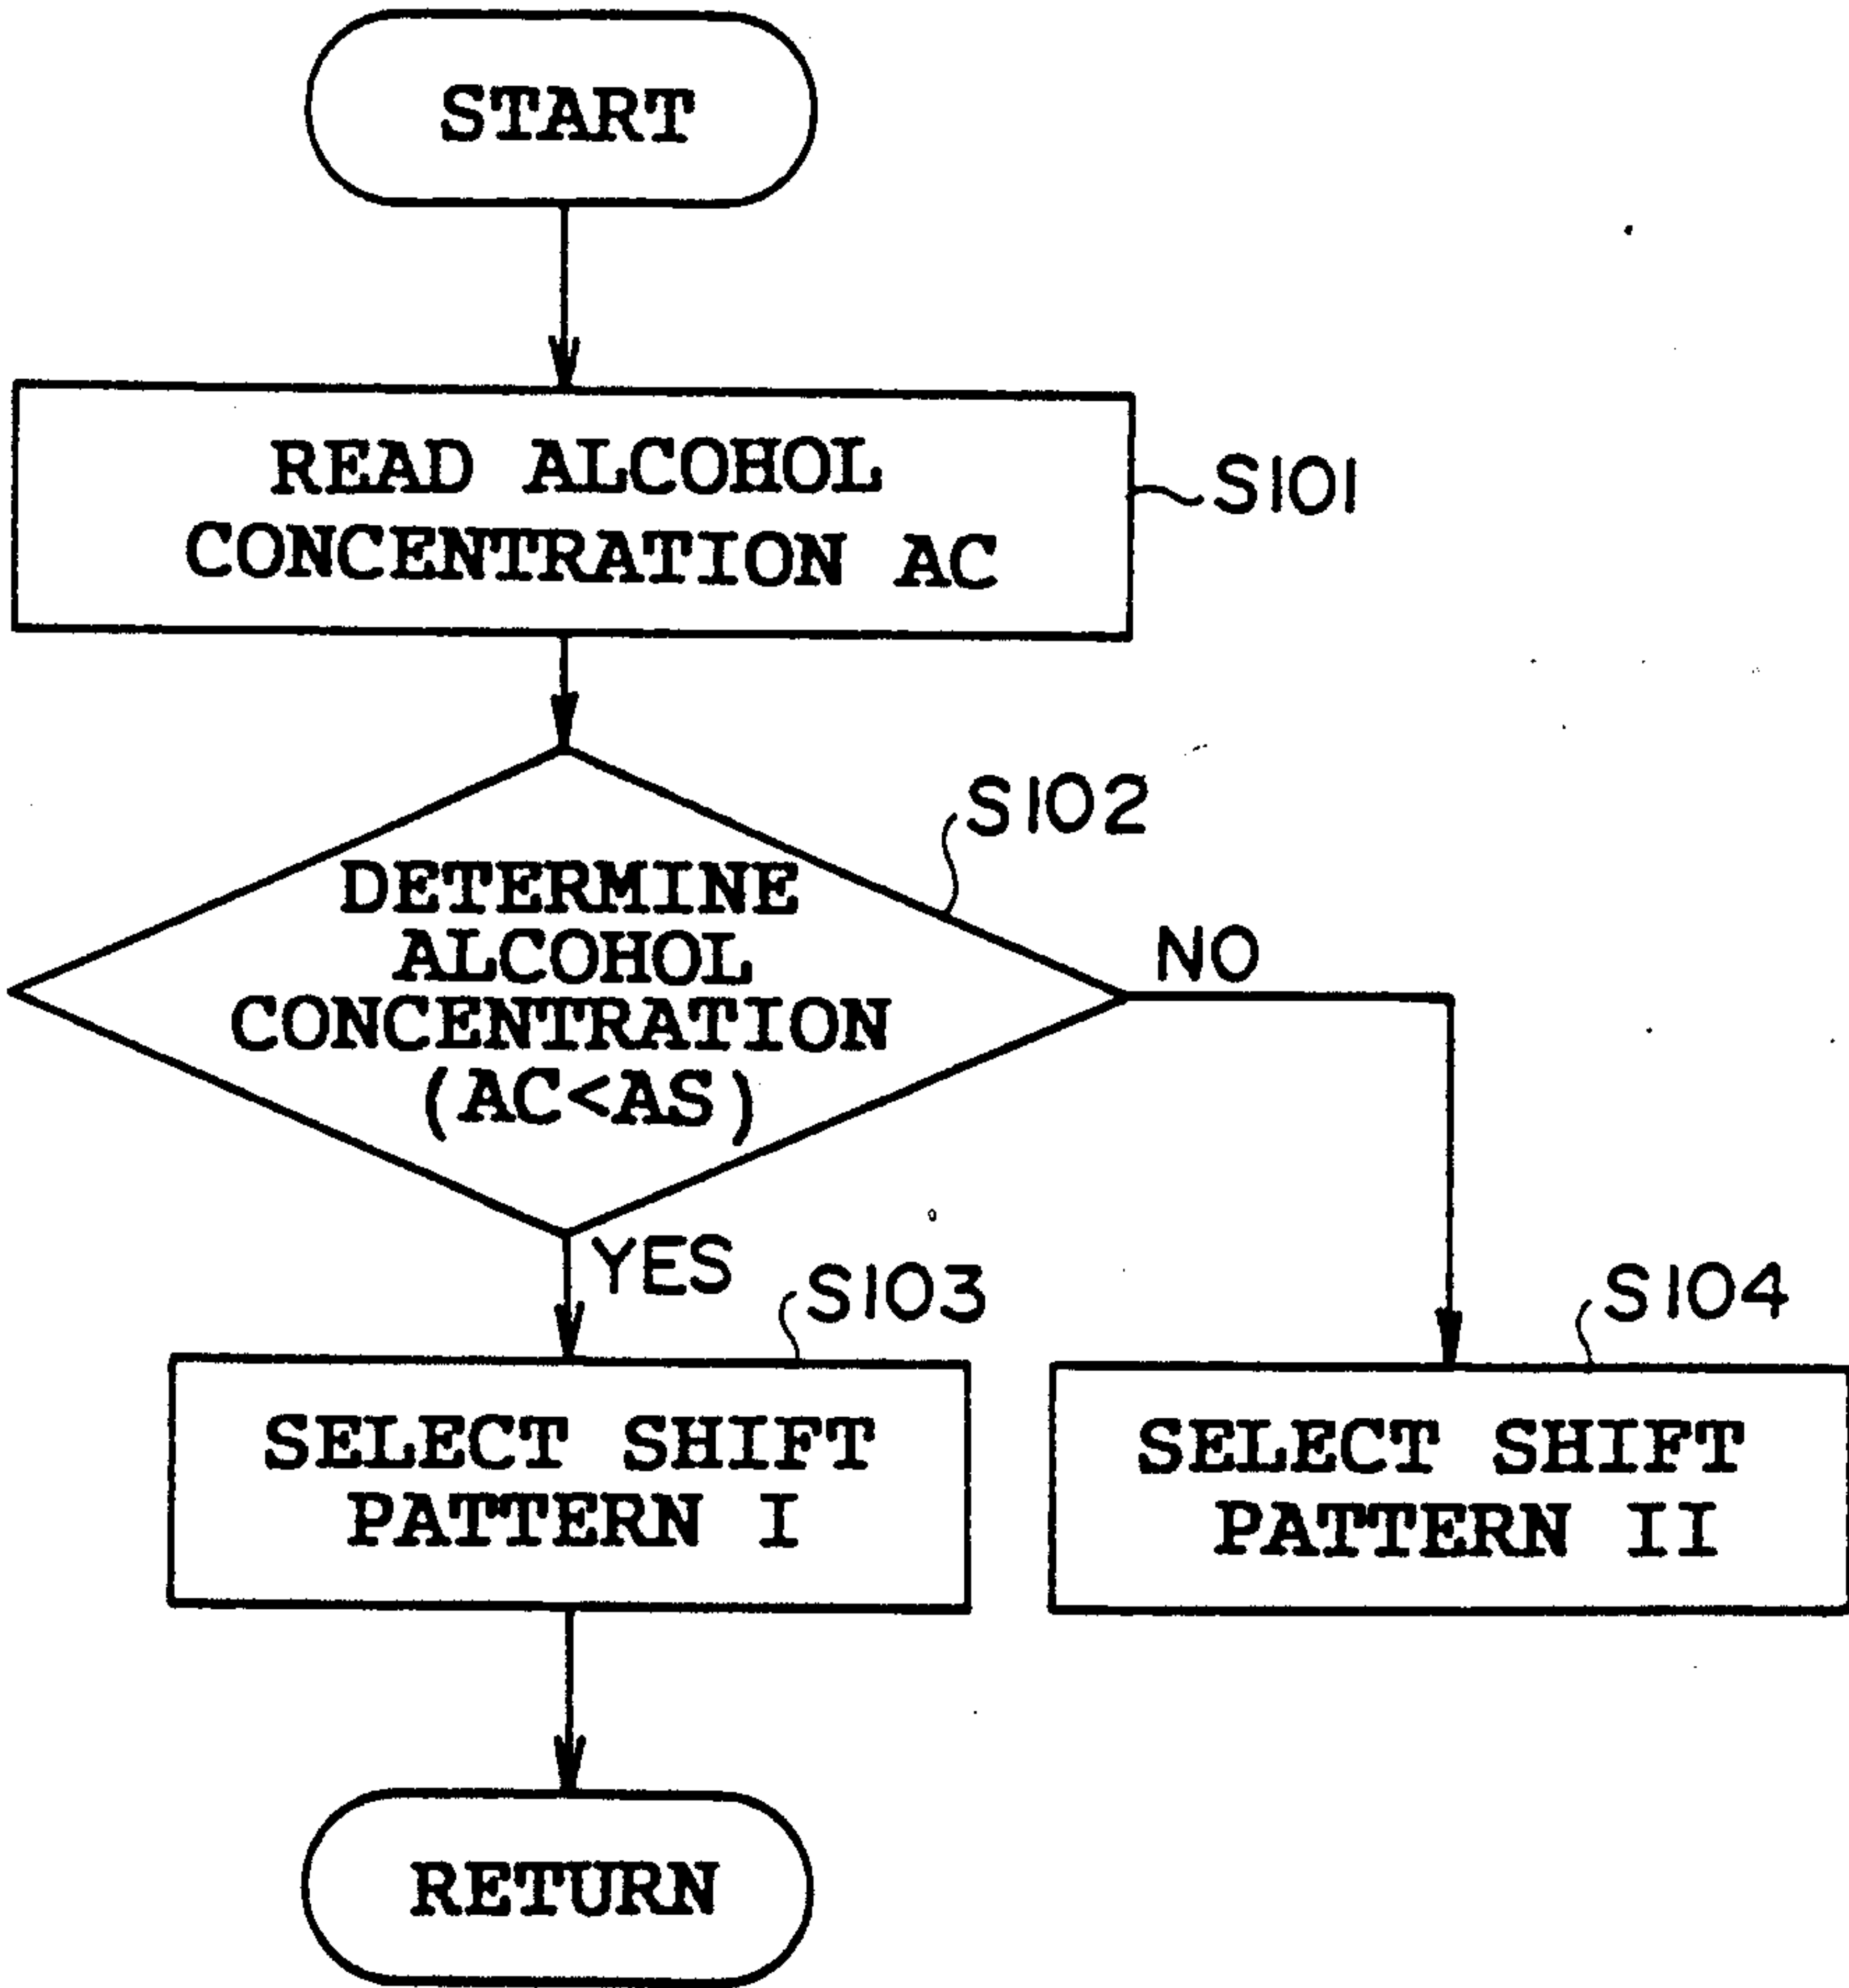 START
READ ALCOHOL
CONCENTRATION AC
S101
S102
DETERMINE
ALCOHOL
CONCENTRATION
(AC<AS)
NO
YES
S103
S104
SELECT SHIFT
PATTERN I
SELECT SHIFT
PATTERN II
RETURN